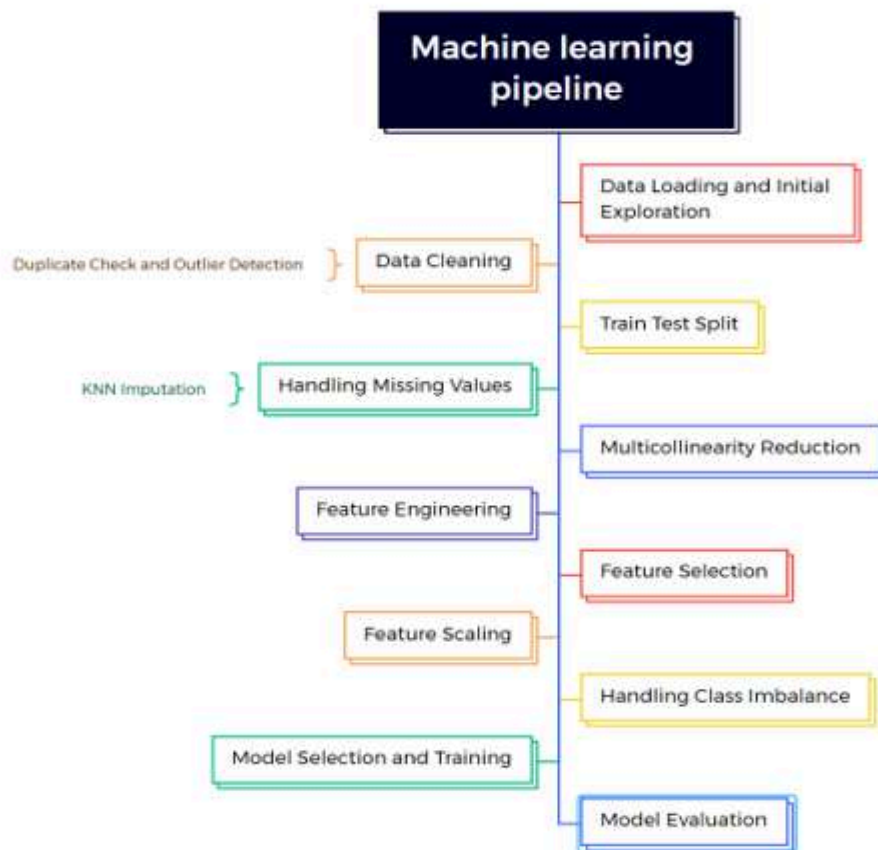 Machine learning
pipeline
Data Loading and Initial
Exploration
Duplicate Check and Outlier Detection
Data Cleaning
Train Test Split
KNN Imputation
Handling Missing Values
Multicollinearity Reduction
Feature Engineering
Feature Selection
Feature Scaling
Handling Class Imbalance
Model Selection and Training
Model Evaluation